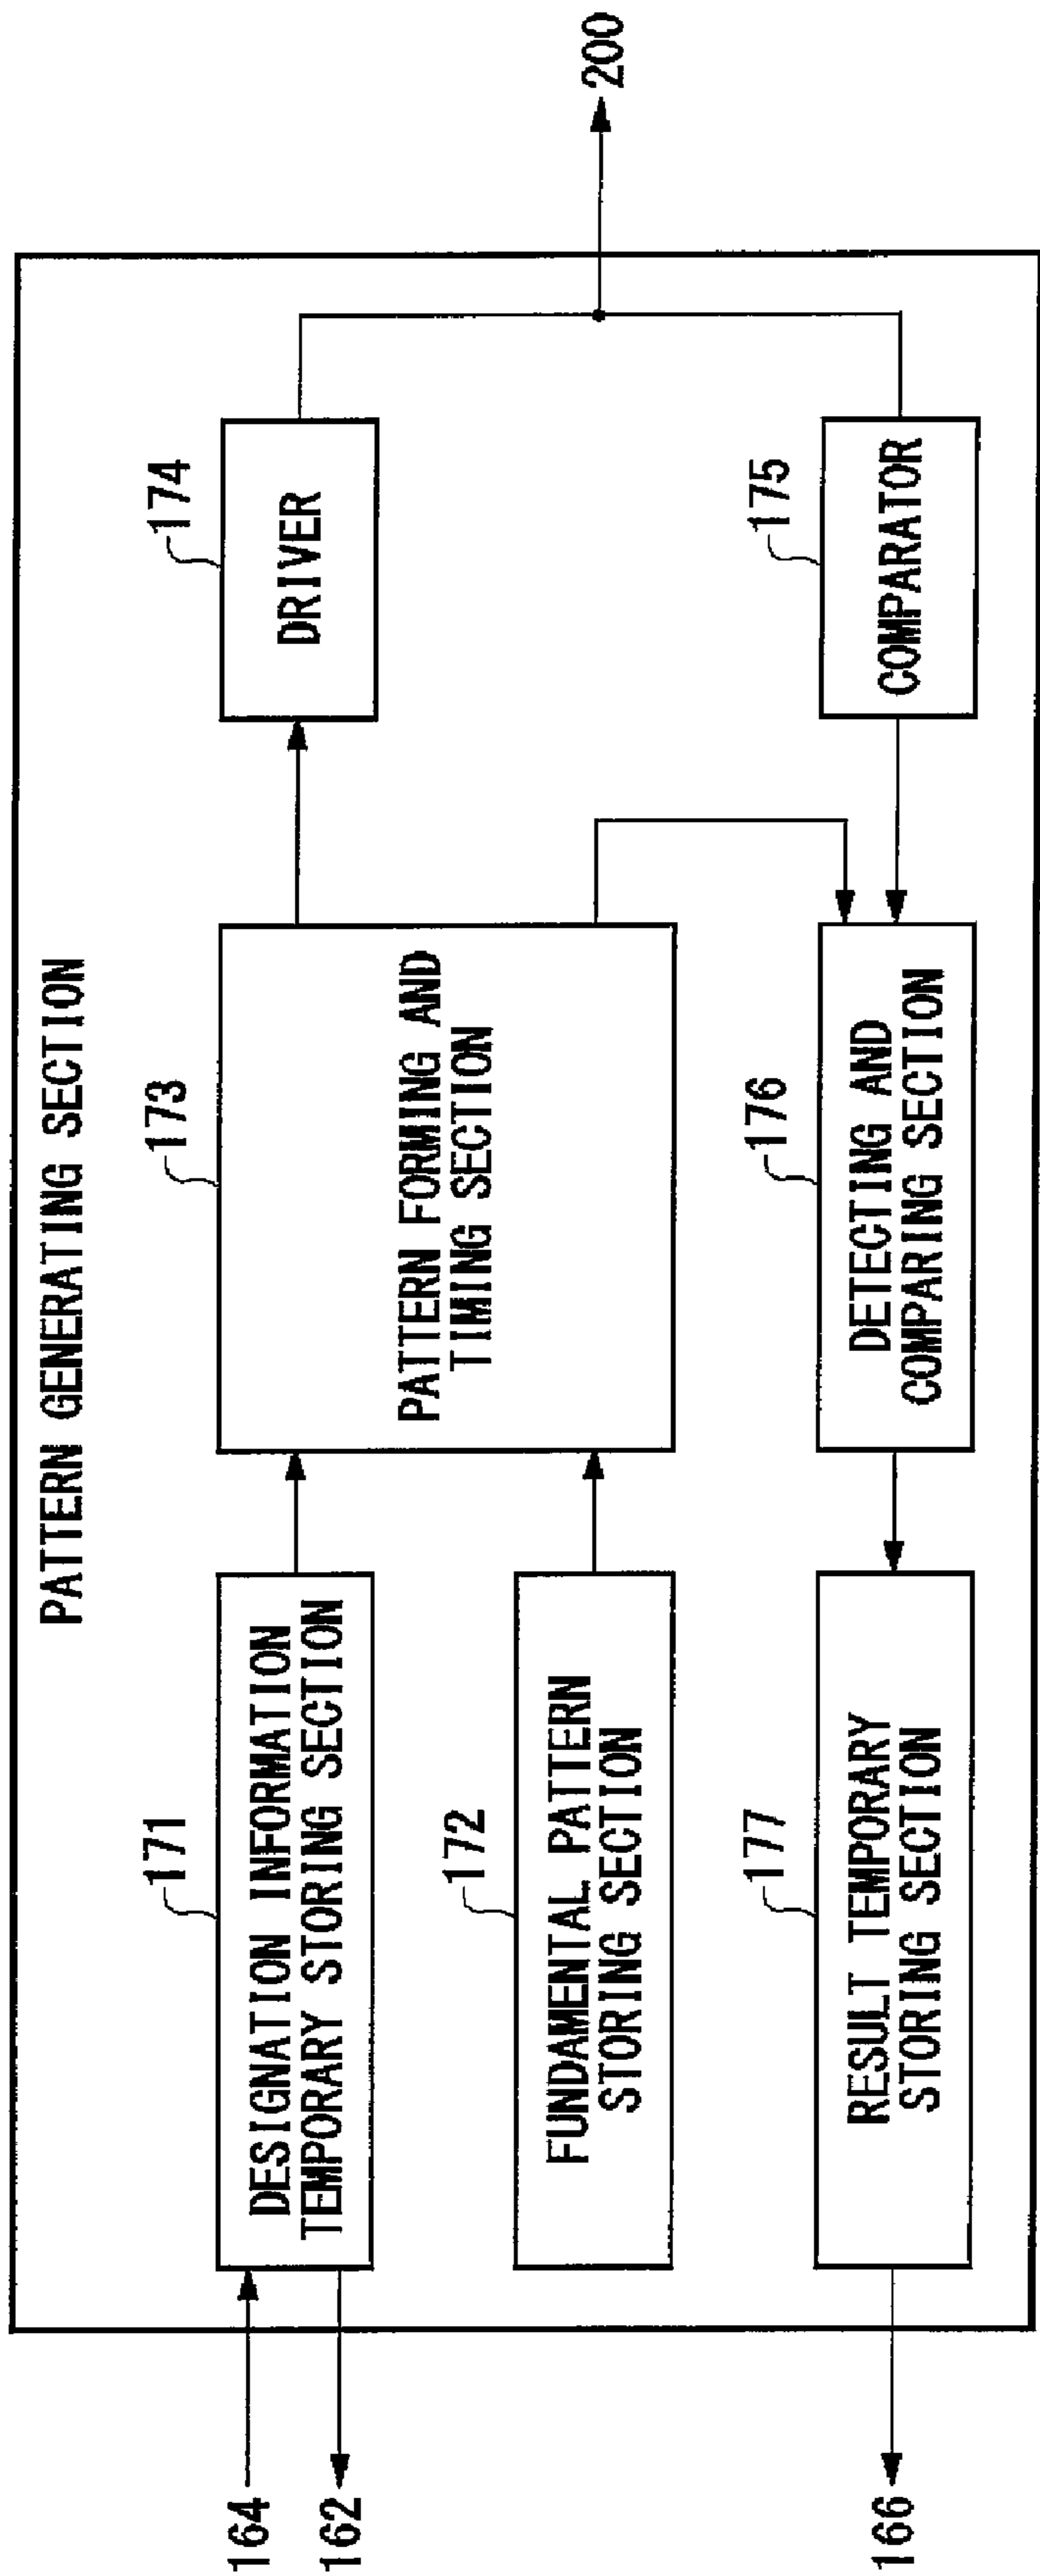 PATTERN GENERATING SECTION
164
162
171
DESIGNATION INFORMATION
TEMPORARY STORING SECTION
173
PATTERN FORMING AND
TIMING SECTION
174
DRIVER
200
172
FUNDAMENTAL PATTERN
STORING SECTION
166
177
RESULT TEMPORARY
STORING SECTION
176
DETECTING AND
COMPARING SECTION
175
COMPARATOR